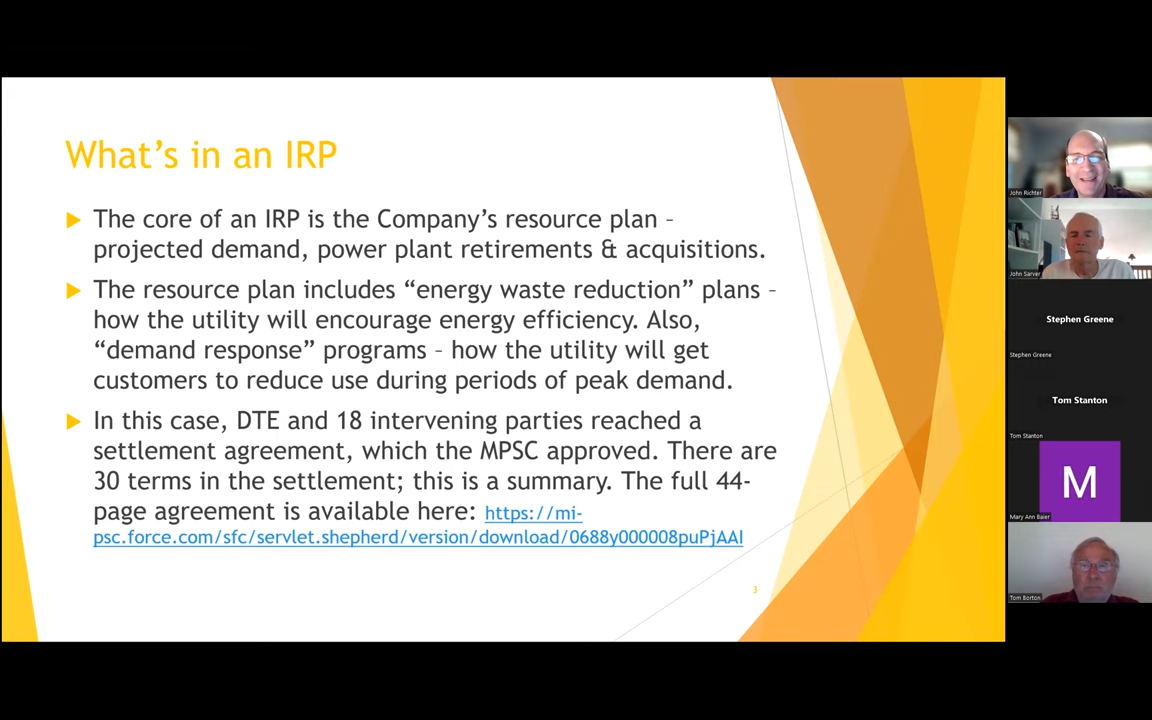 What's in an IRP
The core of an IRP is the Company's resource plan –
projected demand, power plant retirements & acquisitions.
The resource plan includes “energy waste reduction” plans –
how the utility will encourage energy efficiency. Also,
“demand response” programs – how the utility will get
customers to reduce use during periods of peak demand.
In this case, DTE and 18 intervening parties reached a
settlement agreement, which the MPSC approved. There are
30 terms in the settlement; this is a summary. The full 44-
page agreement is available here: https://mi-
psc.force.com/sfc/servlet.shepherd/version/download/0688y000008puPjAAI
3
John Richter
John Sarver
Stephen Greene
Stephen Greene
Tom Stanton
Tom Stanton
M
Mary Ann Baier
Tom Borton